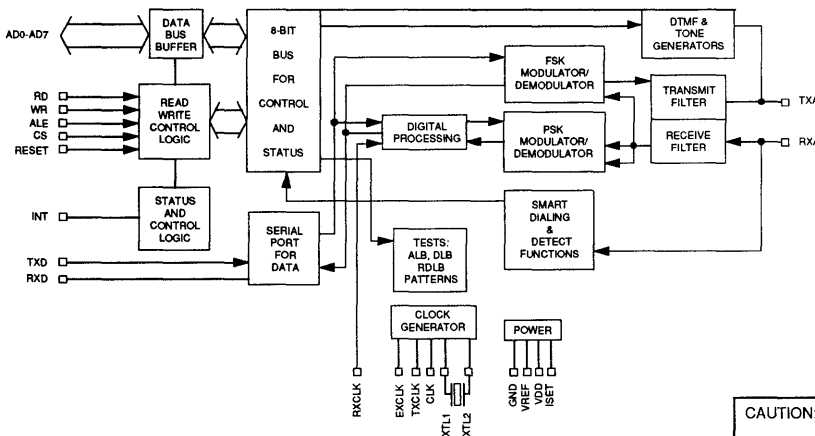 AD0-AD7
DATA
BUS
BUFFER
8-BIT
BUS
FOR
CONTROL
AND
STATUS
DTMF &
TONE
GENERATORS
RD
WR
ALE
CS
RESET
READ
WRITE
CONTROL
LOGIC
FSK
MODULATOR/
DEMODULATOR
TRANSMIT
FILTER
TXA
DIGITAL
PROCESSING
PSK
MODULATOR/
DEMODULATOR
RECEIVE
FILTER
RXA
INT
STATUS
AND
CONTROL
LOGIC
SMART
DIALING
&
DETECT
FUNCTIONS
TXD
RXD
SERIAL
PORT
FOR
DATA
TESTS:
ALB, DLB
RDLB
PATTERNS
CLOCK
GENERATOR
POWER
RXCLK
EXCLK
TXCLK
CLK
XTL1
XTL2
GND
VREF
VDD
ISET
CAUTION: